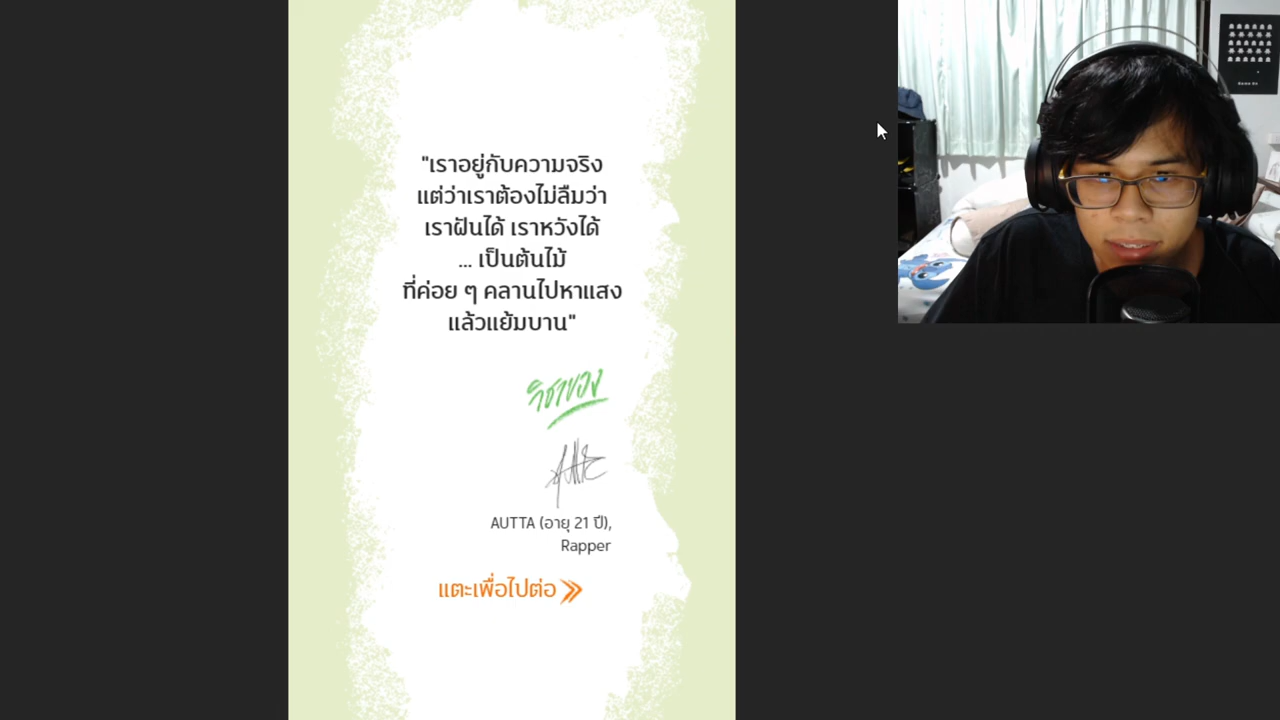 "เราอยู่กับความจริง
แต่ว่าเราต้องไม่ลืมว่า
เราฝันได้ เราหวังได้
... เป็นต้นไม้
ที่ค่อย ๆ คลานไปหาแสง
แล้วแย้มบาน"
วิชาของ
AUTTA (อายุ 21 ปี),
Rapper
แตะเพื่อไปต่อ